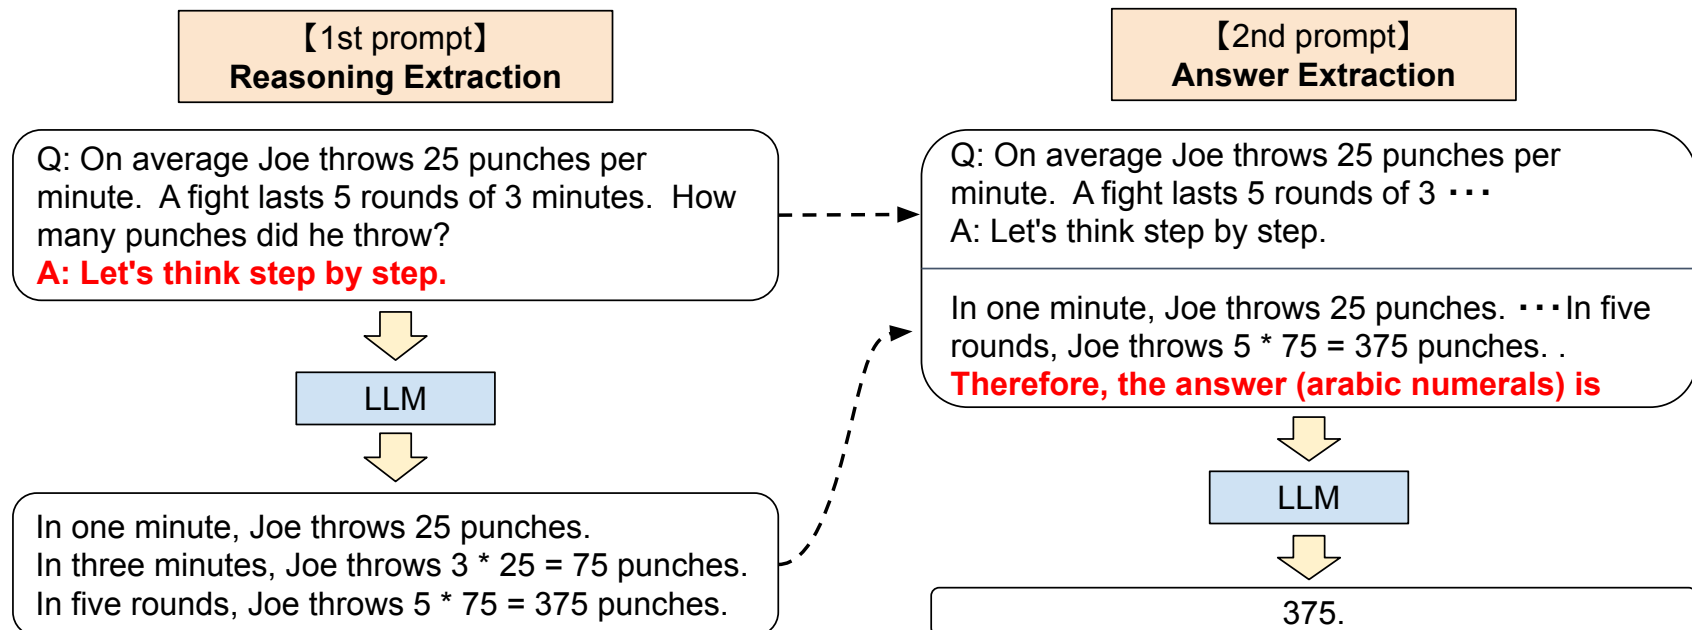 【1st prompt】
Reasoning Extraction
Q: On average Joe throws 25 punches per
minute. A fight lasts 5 rounds of 3 minutes. How
many punches did he throw?
A: Let's think step by step.
LLM
In one minute, Joe throws 25 punches.
In three minutes, Joe throws 3 * 25 = 75 punches.
In five rounds, Joe throws 5 * 75 = 375 punches.
【2nd prompt】
Answer Extraction
Q: On average Joe throws 25 punches per
minute. A fight lasts 5 rounds of 3 ･･･
A: Let's think step by step.
In one minute, Joe throws 25 punches. ･･･In five
rounds, Joe throws 5 * 75 = 375 punches. .
Therefore, the answer (arabic numerals) is
LLM
375.